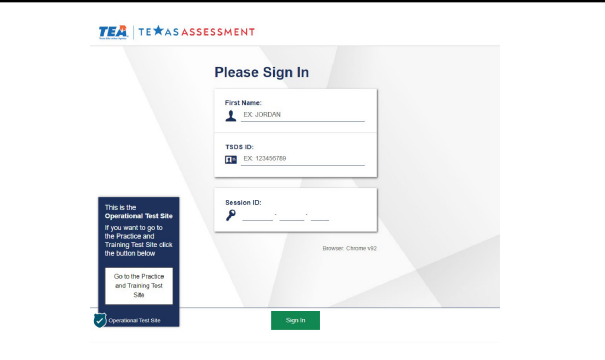 TEA
TEXAS ASSESSMENT
Please Sign In
First Name:
EX: JORDAN
TSDS ID:
EX: 123456789
Session ID:
- -
Browser: Chrome v92
This is the
Operational Test Site
If you want to go to
the Practice and
Training Test Site click
the button below
Go to the Practice
and Training Test
Site
Operational Test Site
Sign In